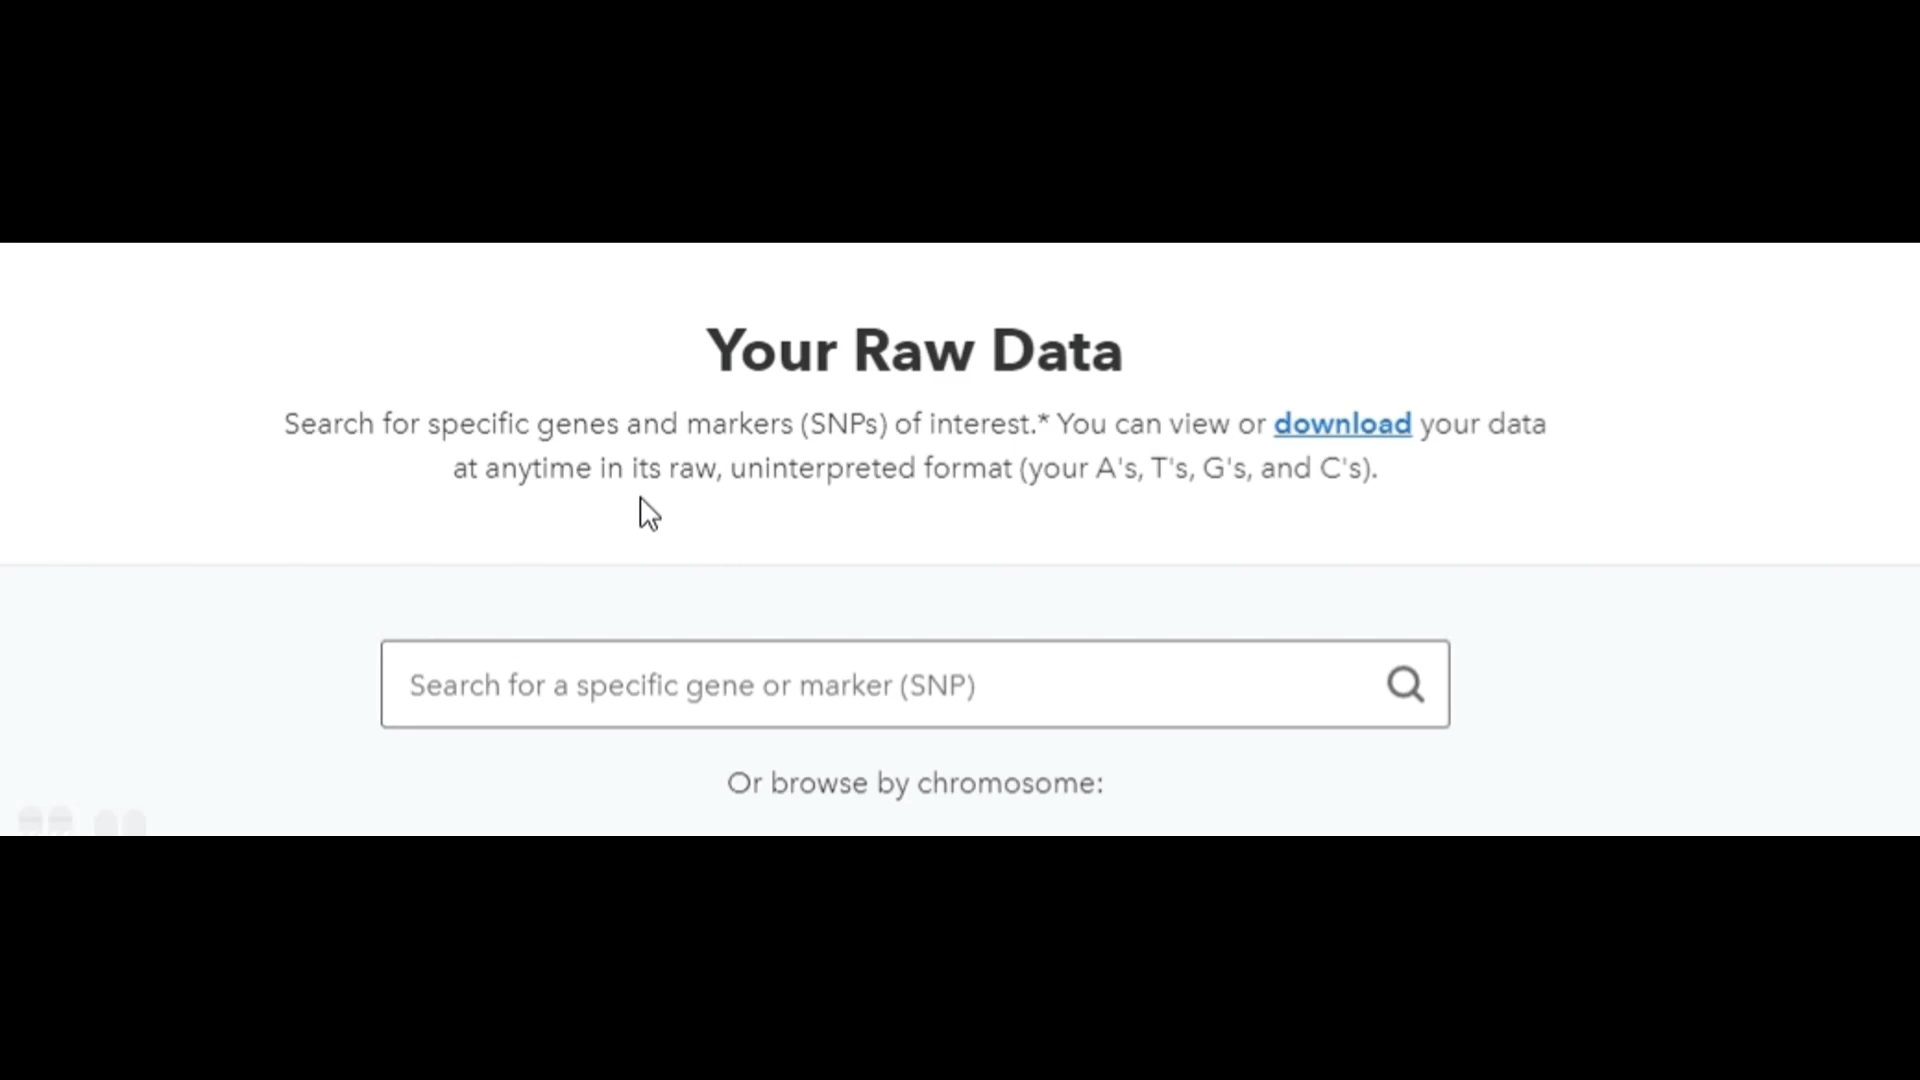 Your Raw Data
Search for specific genes and markers (SNPs) of interest.* You can view or download your data
at anytime in its raw, uninterpreted format (your A's, T's, G's, and C's).
Search for a specific gene or marker (SNP)
Or browse by chromosome: